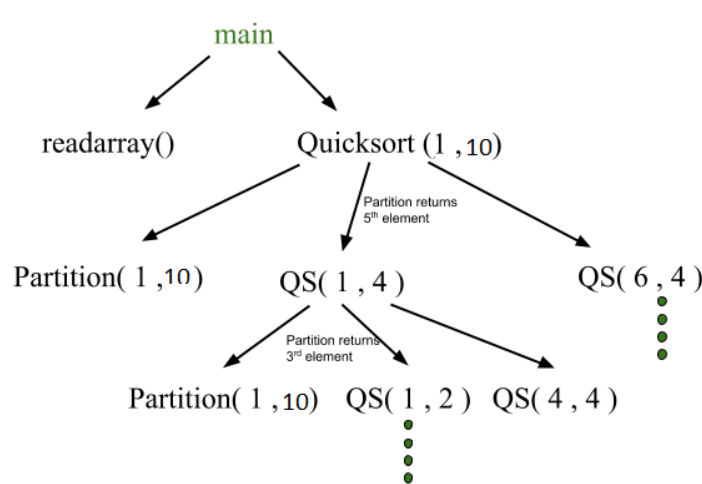 main
readarray()
Quicksort (1 ,10)
Partition returns
5th element
Partition( 1 ,10 )
QS( 1 , 4 )
QS( 6 , 4 )
Partition returns
3rd element
Partition( 1 ,10)
QS( 1 , 2 )
QS( 4 , 4 )